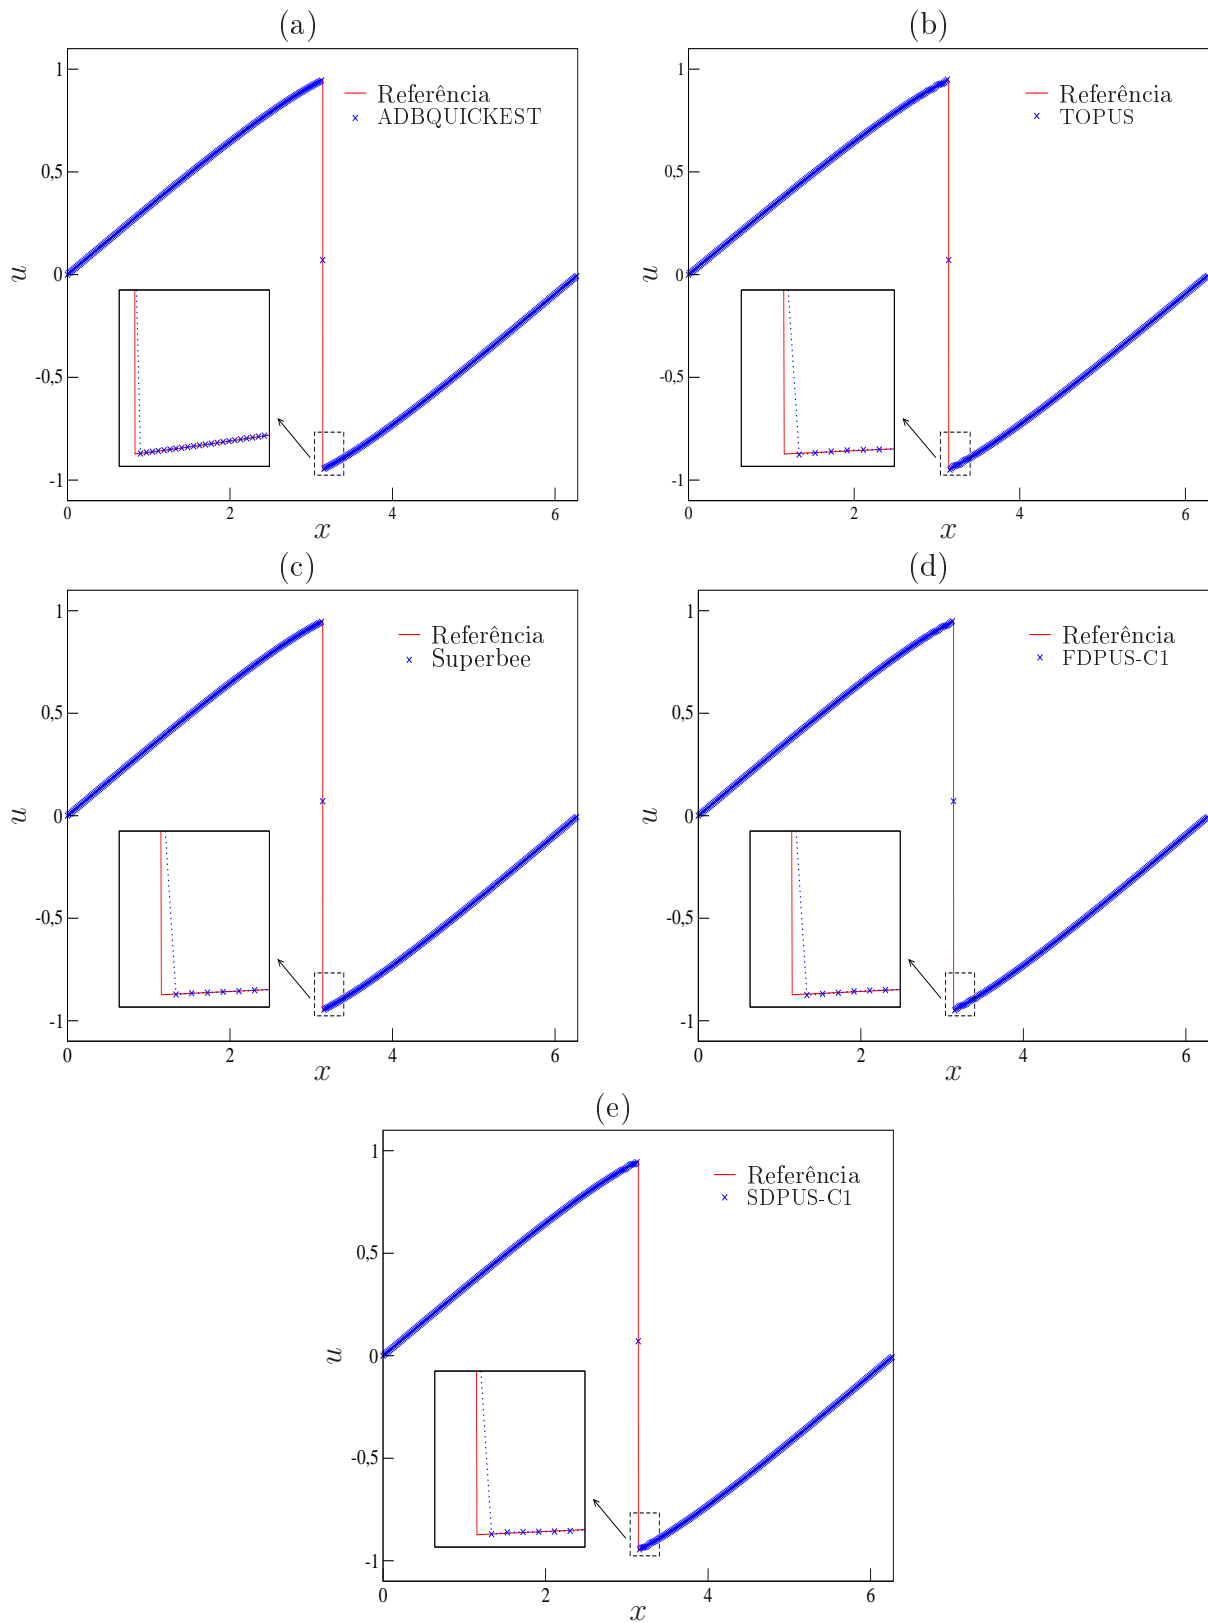 (a)
1
0,5
0
-0,5
-1
u
Referência
ADBQUICKEST
0
2
4
6
x
(b)
1
0,5
0
-0,5
-1
u
Referência
TOPUS
0
2
4
6
x
(c)
1
0,5
0
-0,5
-1
u
Referência
Superbee
0
2
4
6
x
(d)
1
0,5
0
-0,5
-1
u
Referência
FDPUS-C1
0
2
4
6
x
(e)
1
0,5
0
-0,5
-1
u
Referência
SDPUS-C1
0
2
4
6
x